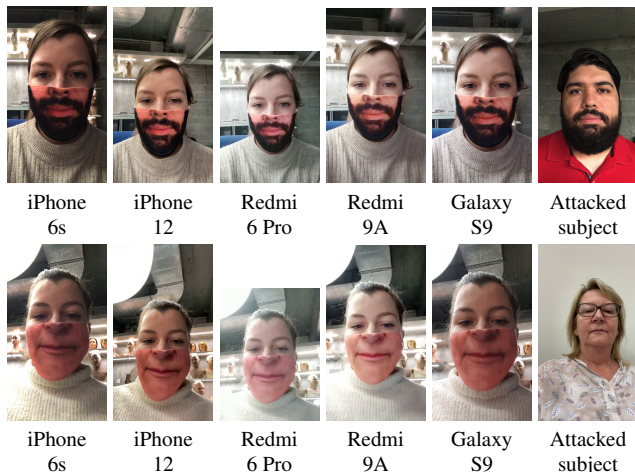 iPhone 6s
iPhone 12
Redmi 6 Pro
Redmi 9A
Galaxy S9
Attacked subject
iPhone 6s
iPhone 12
Redmi 6 Pro
Redmi 9A
Galaxy S9
Attacked subject